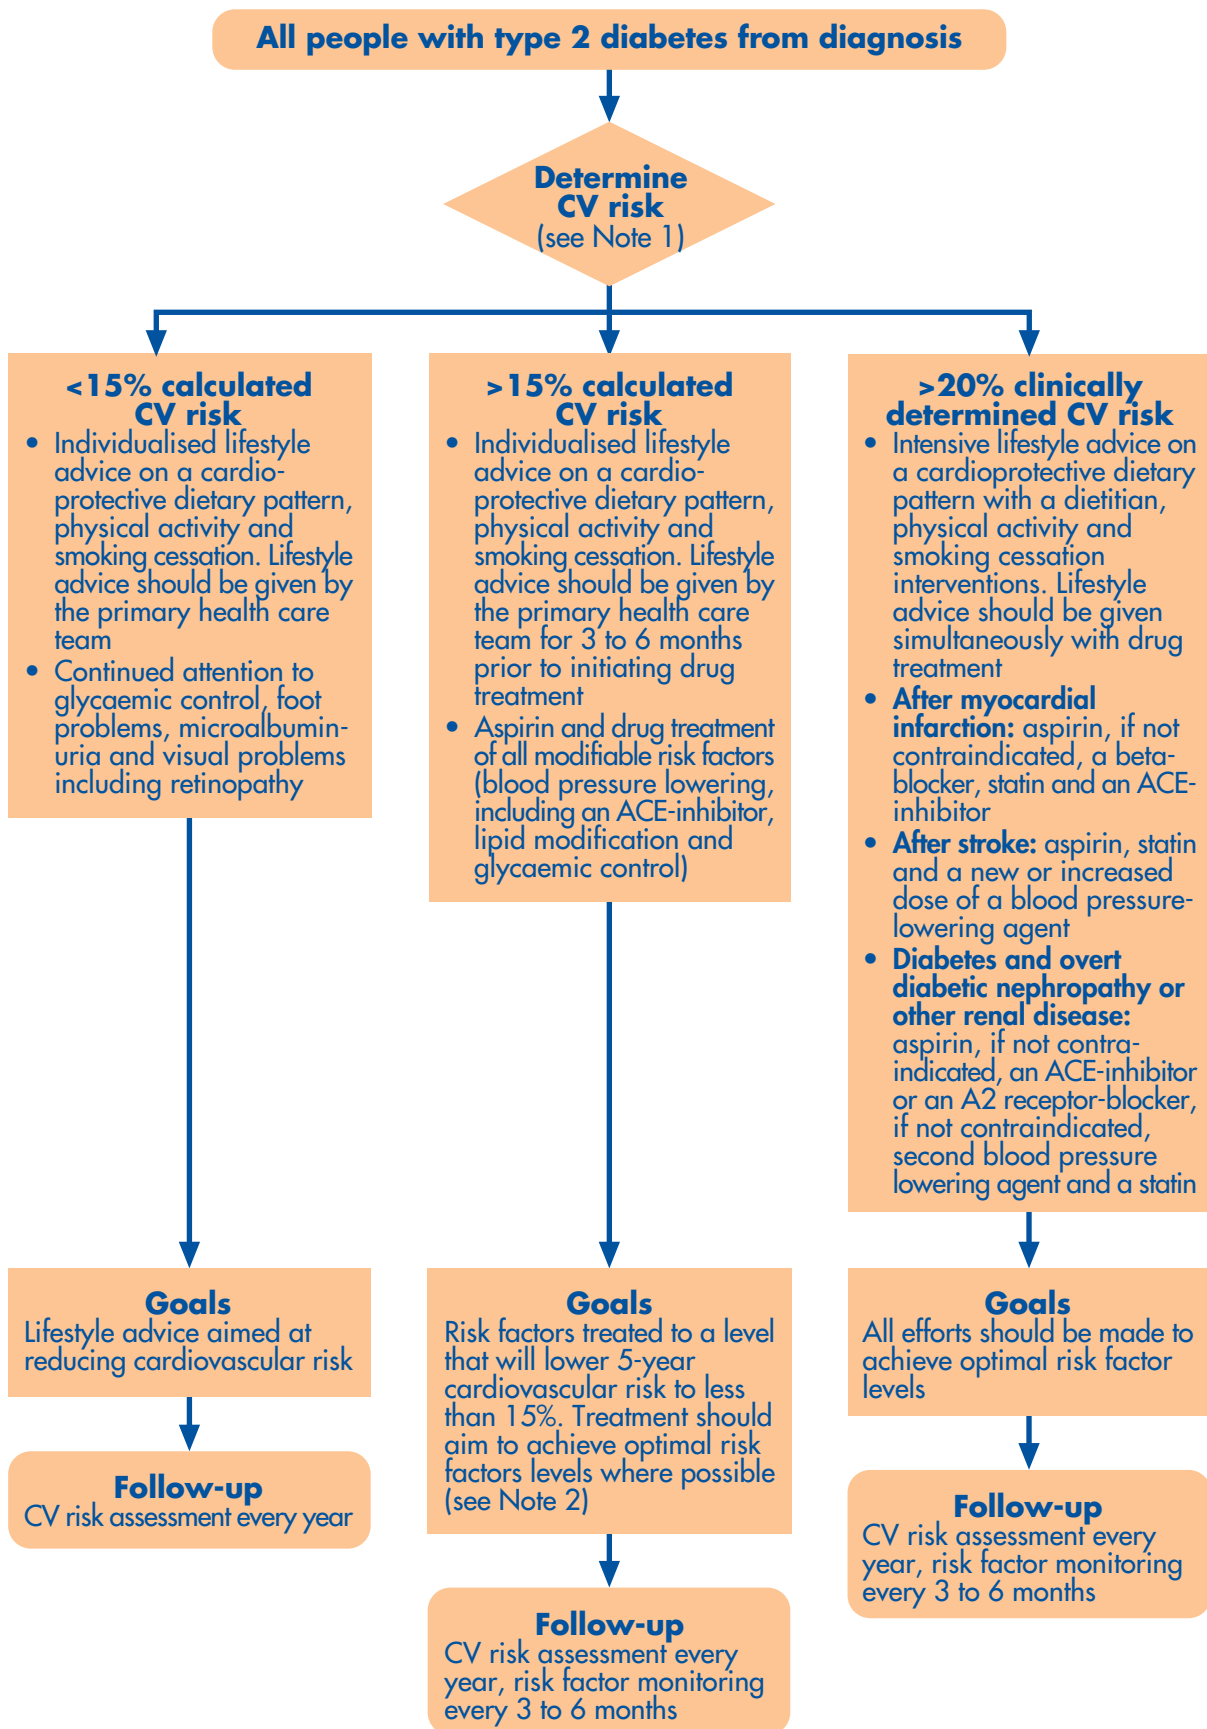 All people with type 2 diabetes from diagnosis
Determine
CV risk
(see Note 1)
<15% calculated
CV risk
• Individualised lifestyle
advice on a cardio-
protective dietary pattern,
physical activity and
smoking cessation. Lifestyle
advice should be given by
the primary health care
team
• Continued attention to
glycaemic control, foot
problems, microalbumin-
uria and visual problems
including retinopathy
>15% calculated
CV risk
• Individualised lifestyle
advice on a cardio-
protective dietary pattern,
physical activity and
smoking cessation. Lifestyle
advice should be given by
the primary health care
team for 3 to 6 months
prior to initiating drug
treatment
• Aspirin and drug treatment
of all modifiable risk factors
(blood pressure lowering,
including an ACE-inhibitor,
lipid modification and
glycaemic control)
>20% clinically
determined CV risk
• Intensive lifestyle advice on
a cardioprotective dietary
pattern with a dietitian,
physical activity and
smoking cessation
interventions. Lifestyle
advice should be given
simultaneously with drug
treatment
• After myocardial
infarction: aspirin, if not
contraindicated, a beta-
blocker, statin and an ACE-
inhibitor
• After stroke: aspirin, statin
and a new or increased
dose of a blood pressure-
lowering agent
• Diabetes and overt
diabetic nephropathy or
other renal disease:
aspirin, if not contra-
indicated, an ACE-inhibitor
or an A2 receptor-blocker,
if not contraindicated,
second blood pressure
lowering agent and a statin
Goals
Lifestyle advice aimed at
reducing cardiovascular risk
Goals
Risk factors treated to a level
that will lower 5-year
cardiovascular risk to less
than 15%. Treatment should
aim to achieve optimal risk
factors levels where possible
(see Note 2)
Goals
All efforts should be made to
achieve optimal risk factor
levels
Follow-up
CV risk assessment every year
Follow-up
CV risk assessment every
year, risk factor monitoring
every 3 to 6 months
Follow-up
CV risk assessment every
year, risk factor monitoring
every 3 to 6 months